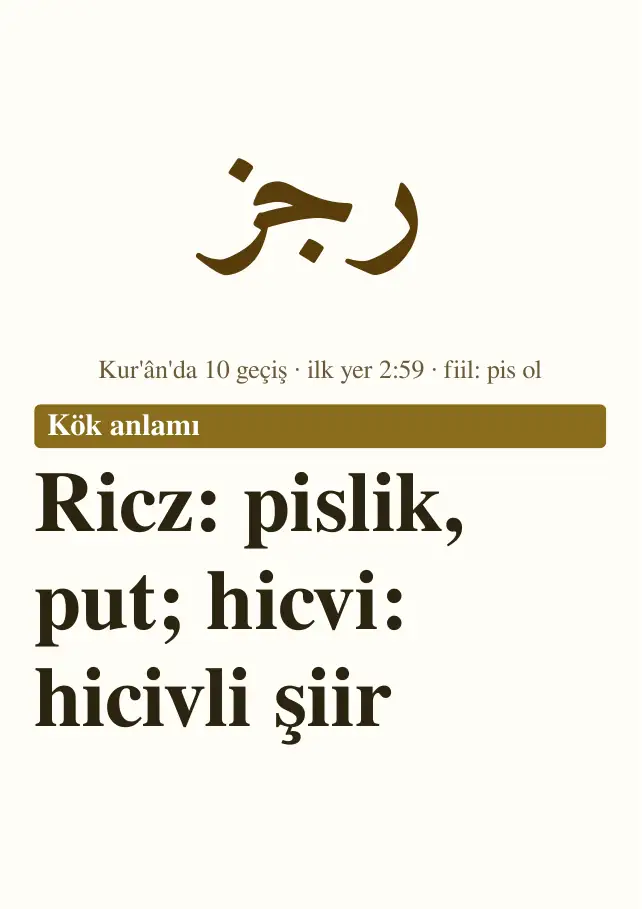 رجز
Kur'ân'da 10 geçiş · ilk yer 2:59 · fiil: pis ol
Kök anlamı
Ricz: pislik,
put; hicvi:
hicivli şiir